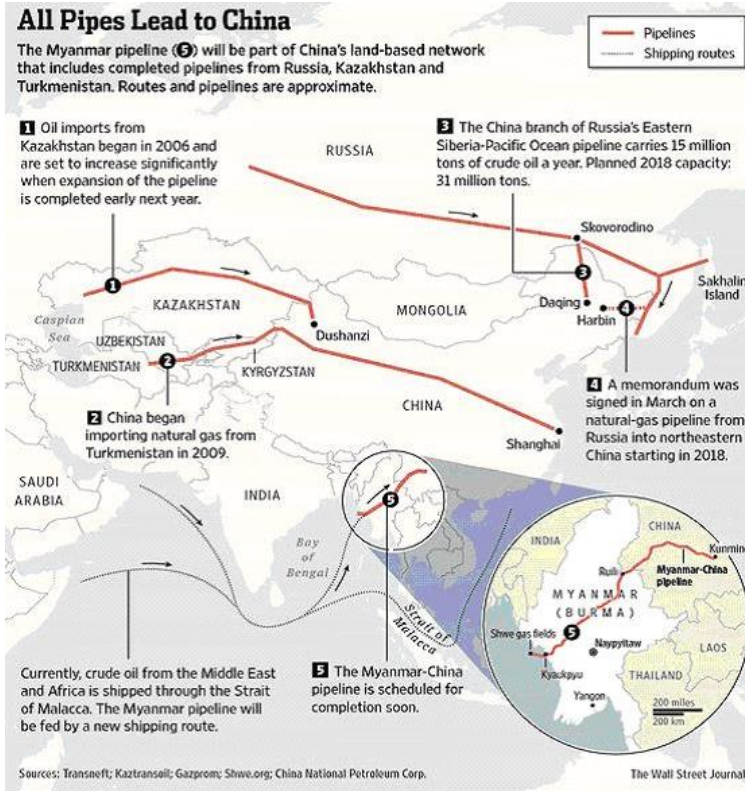 All Pipes Lead to China
The Myanmar pipeline (5) will be part of China's land-based network
that includes completed pipelines from Russia, Kazakhstan and
Turkmenistan. Routes and pipelines are approximate.
Pipelines
Shipping routes
1 Oil imports from
Kazakhstan began in 2006 and
are set to increase significantly
when expansion of the pipeline
is completed early next year.
3 The China branch of Russia's Eastern
Siberia-Pacific Ocean pipeline carries 15 million
tons of crude oil a year. Planned 2018 capacity:
31 million tons.
RUSSIA
Skovorodino
3
Sakhalin
Island
1
KAZAKHSTAN
MONGOLIA
Daqing
Harbin
4
Caspian
Sea
Dushanzi
UZBEKISTAN
TURKMENISTAN
2
KYRGYZSTAN
CHINA
Shanghai
4 A memorandum was
signed in March on a
natural-gas pipeline from
Russia into northeastern
China starting in 2018.
2 China began
importing natural gas from
Turkmenistan in 2009.
SAUDI
ARABIA
INDIA
5
Bay
of
Bengal
Strait of
Malacca
INDIA
CHINA
Kunming
Myanmar-China
pipeline
Ruili
MYANMAR
(BURMA)
5
Shwe gas fields
Naypyitaw
Kyaukpyu
LAOS
THAILAND
Yangon
200 miles
200 km
Currently, crude oil from the Middle East
and Africa is shipped through the Strait
of Malacca. The Myanmar pipeline will
be fed by a new shipping route.
5 The Myanmar-China
pipeline is scheduled for
completion soon.
Sources: Transneft; Kaztransoil; Gazprom; Shwe.org; China National Petroleum Corp.
The Wall Street Journal